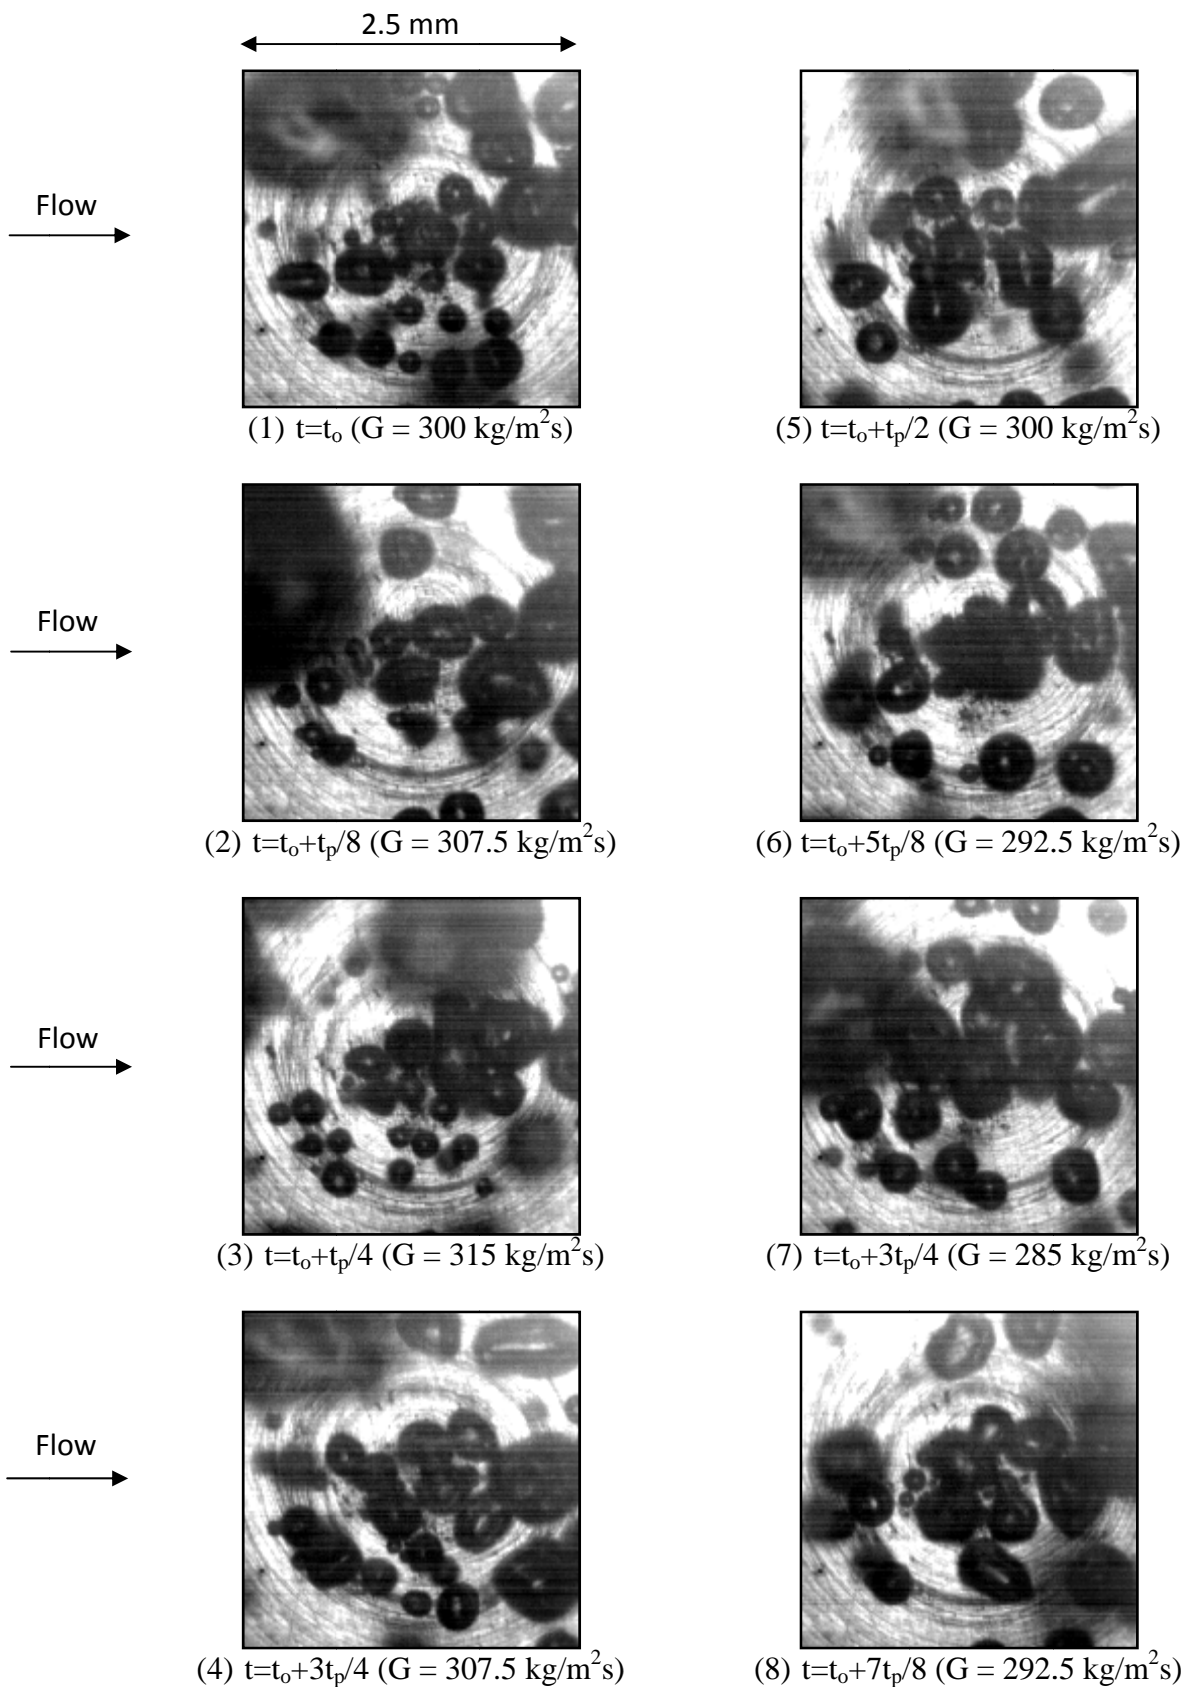 2.5 mm
Flow
(1) t=tₒ (G = 300 kg/m²s)
(5) t=tₒ+tₚ/2 (G = 300 kg/m²s)
Flow
(2) t=tₒ+tₚ/8 (G = 307.5 kg/m²s)
(6) t=tₒ+5tₚ/8 (G = 292.5 kg/m²s)
Flow
(3) t=tₒ+tₚ/4 (G = 315 kg/m²s)
(7) t=tₒ+3tₚ/4 (G = 285 kg/m²s)
Flow
(4) t=tₒ+3tₚ/4 (G = 307.5 kg/m²s)
(8) t=tₒ+7tₚ/8 (G = 292.5 kg/m²s)